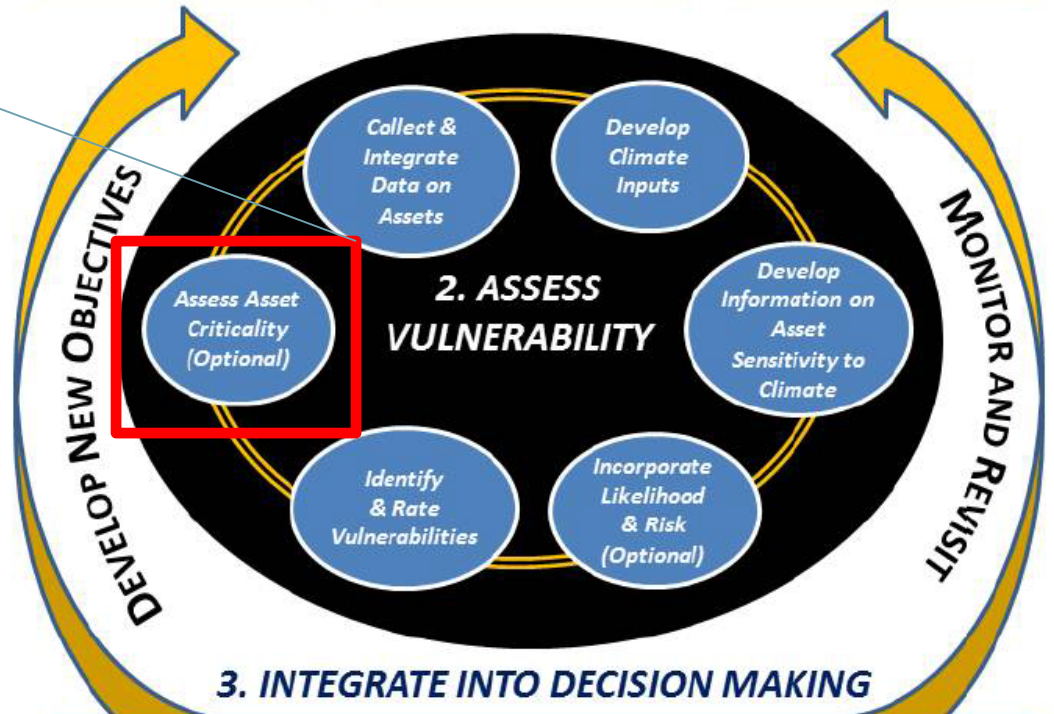 Collect &
Integrate
Data on
Assets
Develop
Climate
Inputs
DEVELOP NEW OBJECTIVES
Assess Asset
Criticality
(Optional)
2. ASSESS
VULNERABILITY
Develop
Information on
Asset
Sensitivity to
Climate
MONITOR AND REVISIT
Identify
& Rate
Vulnerabilities
Incorporate
Likelihood
& Risk
(Optional)
3. INTEGRATE INTO DECISION MAKING